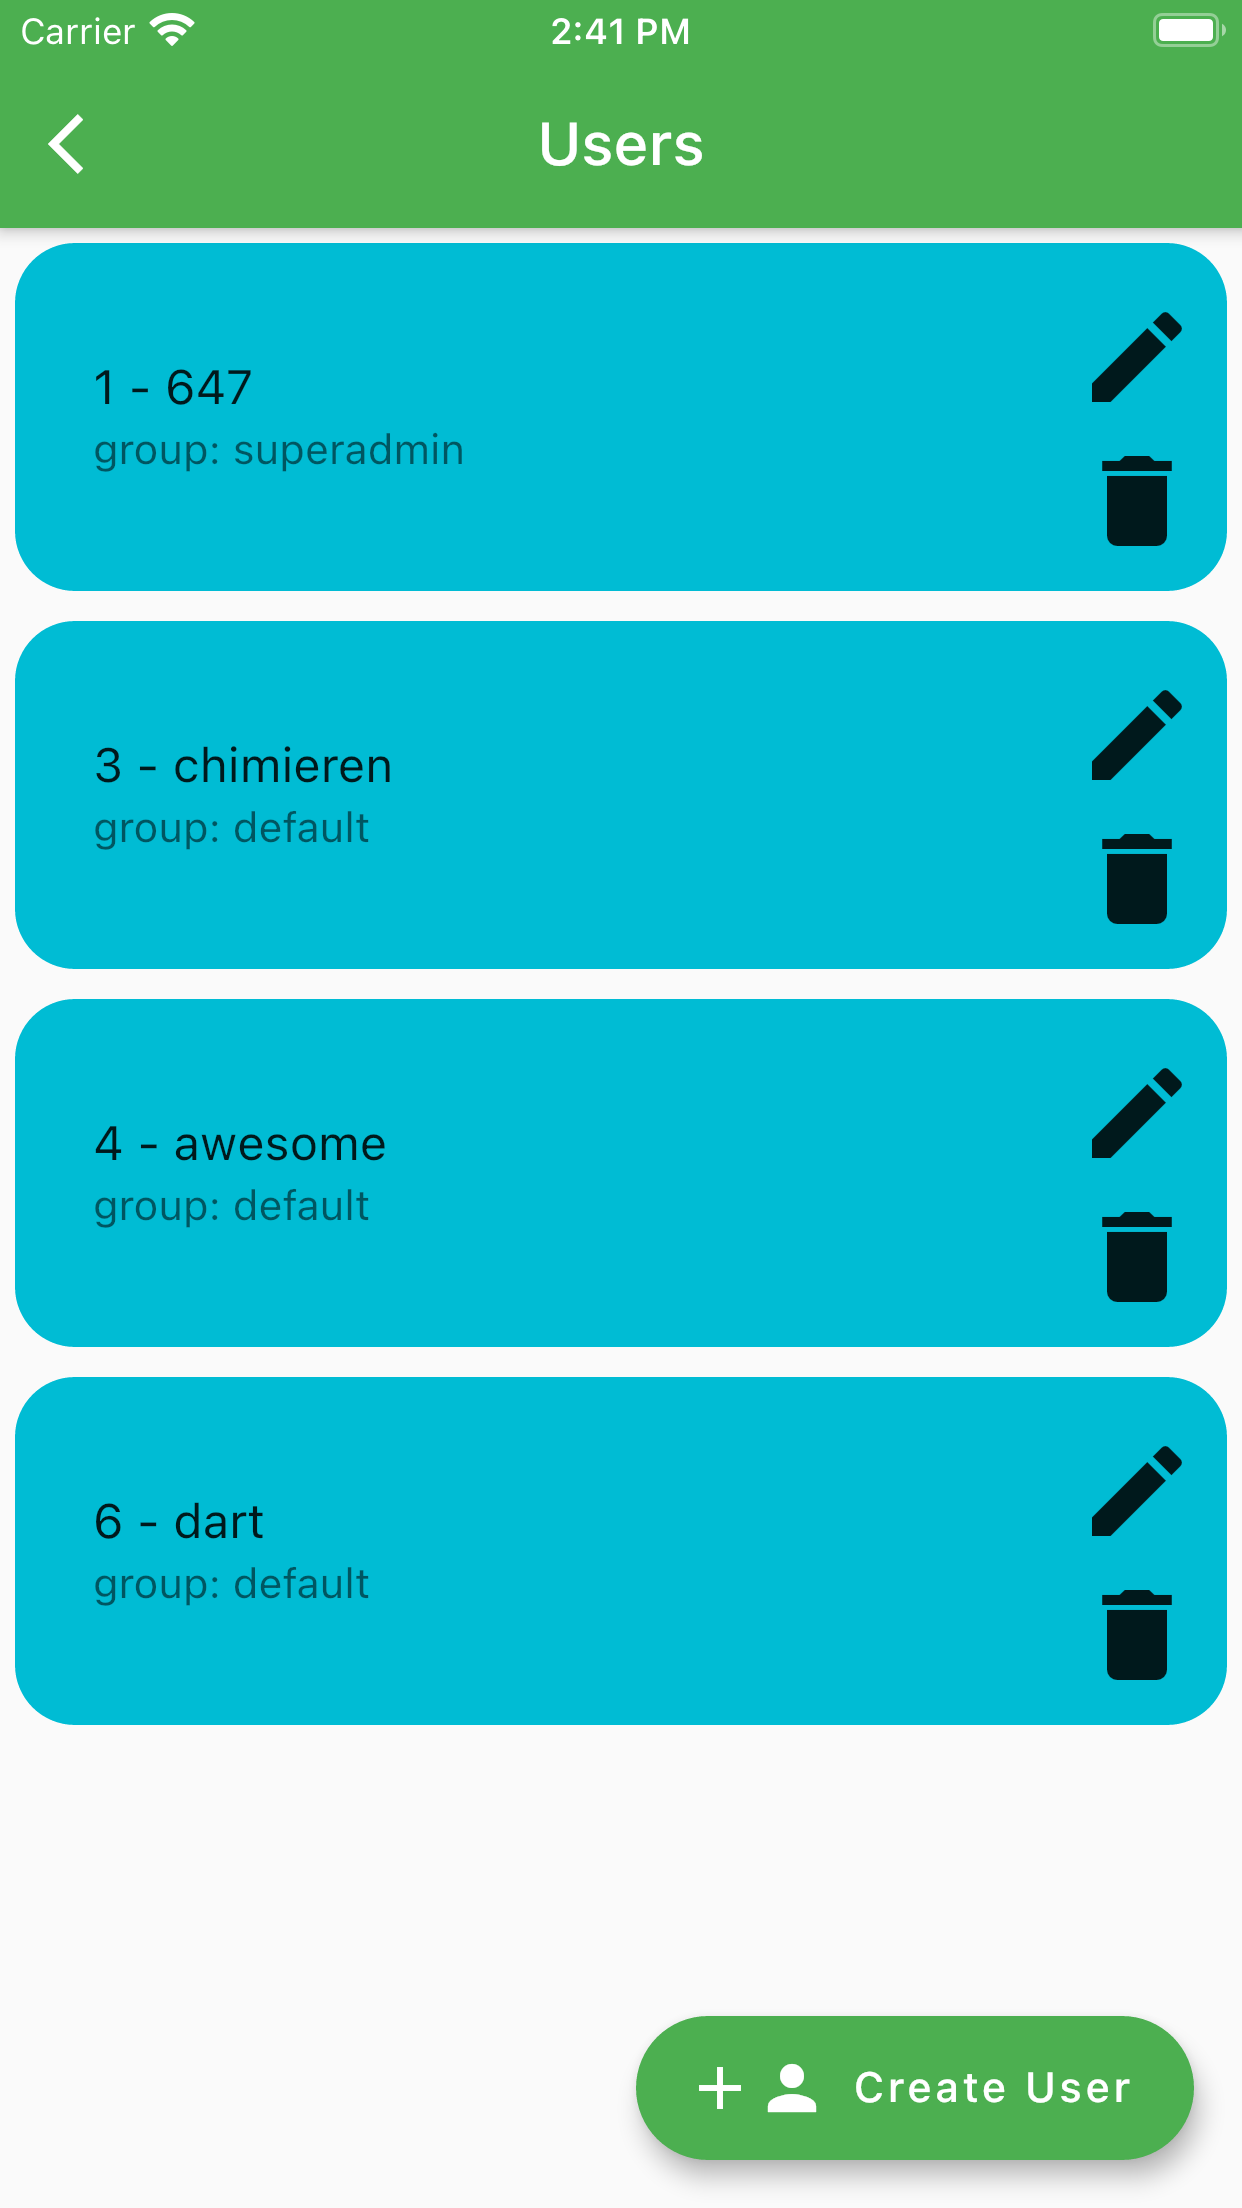 Carrier 2:41 PM
Users
1 - 647
group: superadmin
3 - chimieren
group: default
4 - awesome
group: default
6 - dart
group: default
Create User